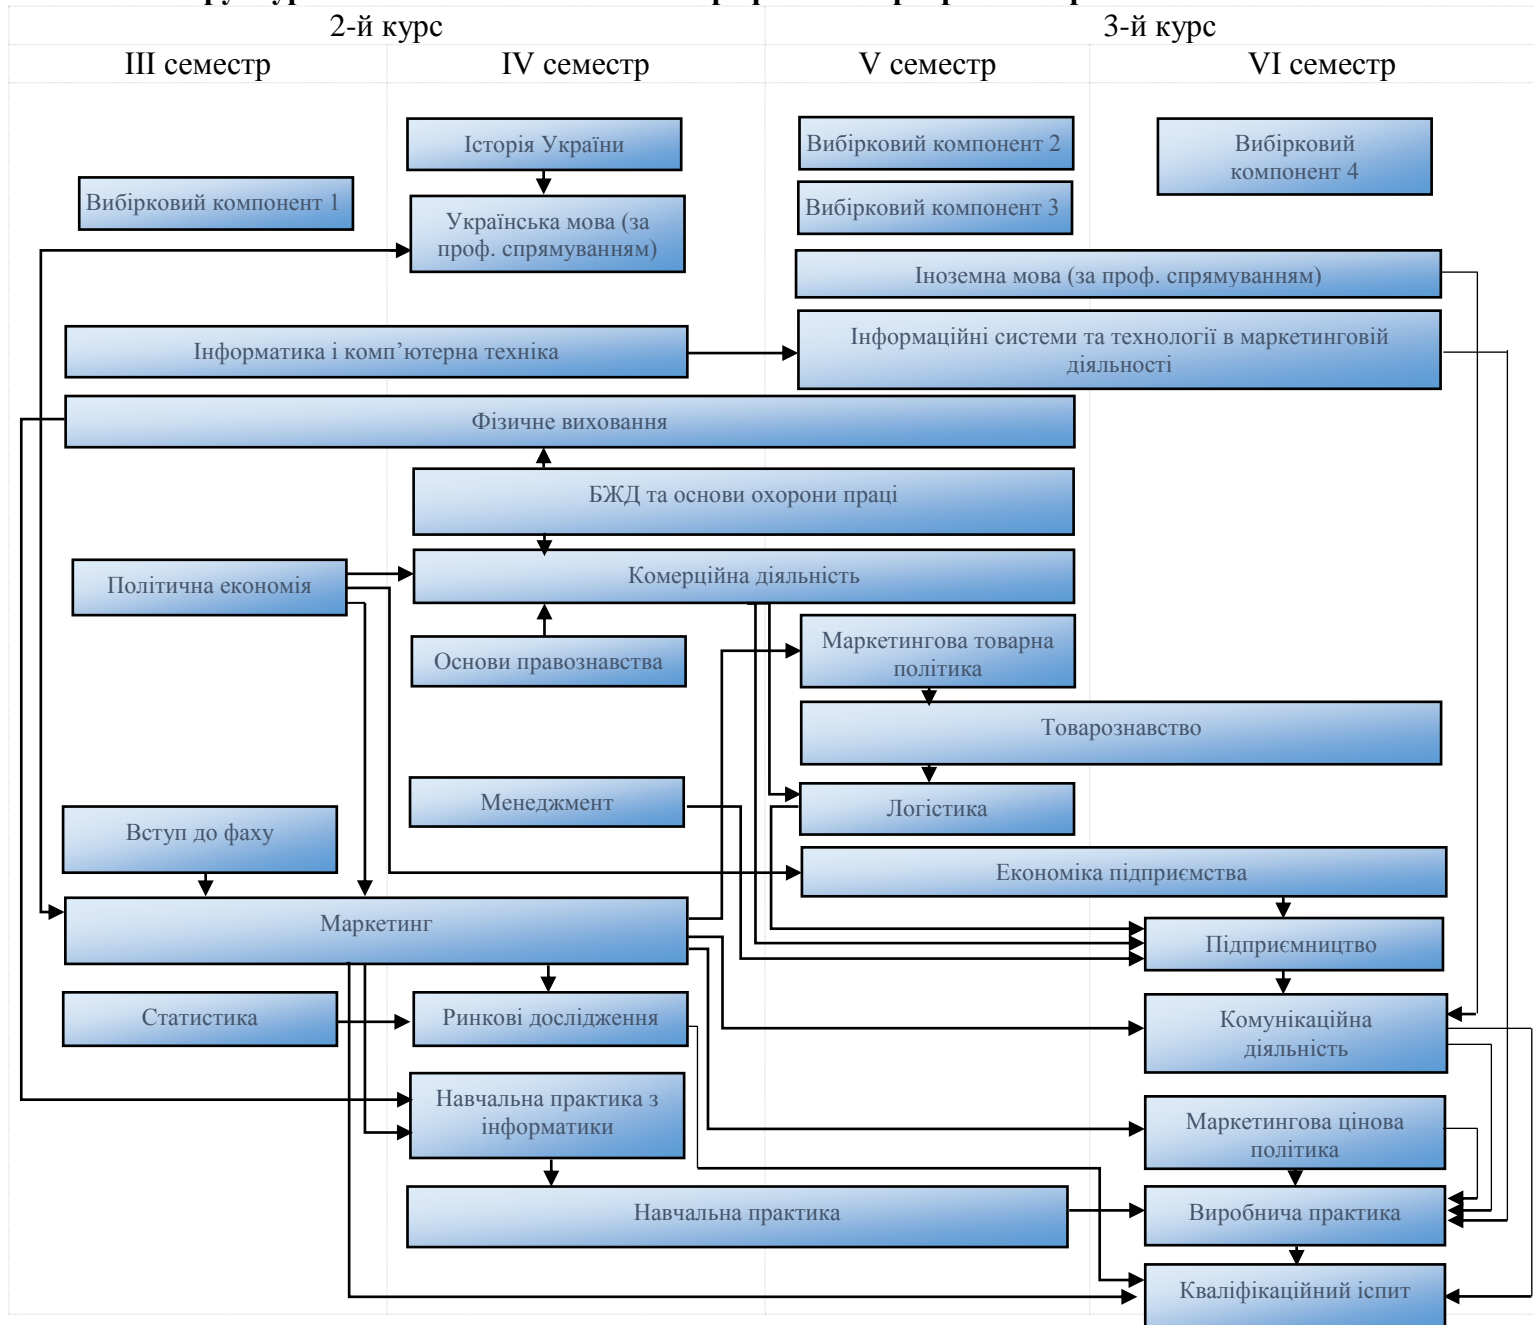 2-й курс
3-й курс
III семестр
IV семестр
V семестр
VI семестр
Історія України
Вибірковий компонент 2
Вибірковий
компонент 4
Вибірковий компонент 1
Українська мова (за
проф. спрямуванням)
Вибірковий компонент 3
Іноземна мова (за проф. спрямуванням)
Інформатика і комп’ютерна техніка
Інформаційні системи та технології в маркетинговій
діяльності
Фізичне виховання
БЖД та основи охорони праці
Політична економія
Комерційна діяльність
Основи правознавства
Маркетингова товарна
політика
Товарознавство
Менеджмент
Логістика
Вступ до фаху
Економіка підприємства
Маркетинг
Підприємництво
Статистика
Ринкові дослідження
Комунікаційна
діяльність
Навчальна практика з
інформатики
Маркетингова цінова
політика
Навчальна практика
Виробнича практика
Кваліфікаційний іспит